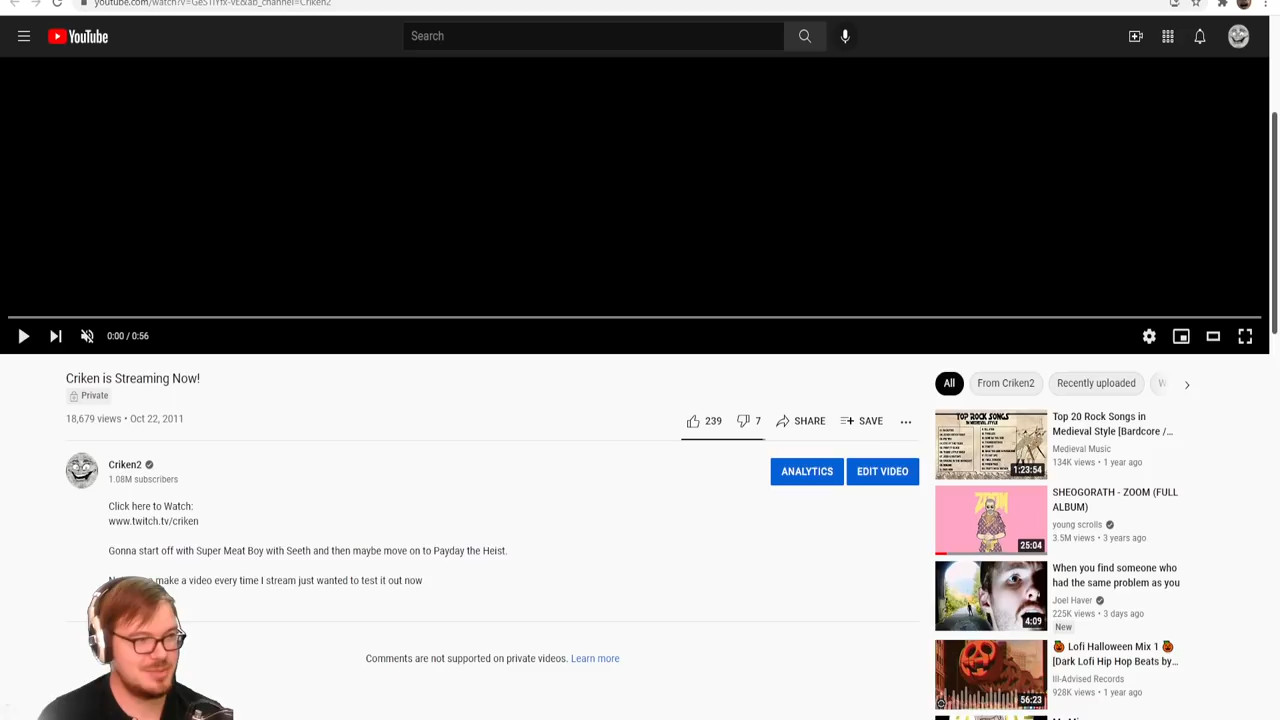 YouTube
Search
0:00 / 0:56
Criken is Streaming Now!
Private
18,679 views • Oct 22, 2011
239
7
SHARE
SAVE
Criken2
1.08M subscribers
ANALYTICS
EDIT VIDEO
Click here to Watch:
www.twitch.tv/criken
Gonna start off with Super Meat Boy with Seeth and then maybe move on to Payday the Heist.
make a video every time I stream just wanted to test it out now
Comments are not supported on private videos. Learn more
All
From Criken2
Recently uploaded
TOP ROCK SONGS
1:23:54
Top 20 Rock Songs in
Medieval Style [Bardcore /...
Medieval Music
134K views • 1 year ago
ZOOM
25:04
SHEOGORATH - ZOOM (FULL
ALBUM)
young scrolls
3.5M views • 3 years ago
4:09
When you find someone who
had the same problem as you
Joel Haver
225K views • 3 days ago
New
56:23
Lofi Halloween Mix 1
[Dark Lofi Hip Hop Beats by...
Ill-Advised Records
928K views • 1 year ago